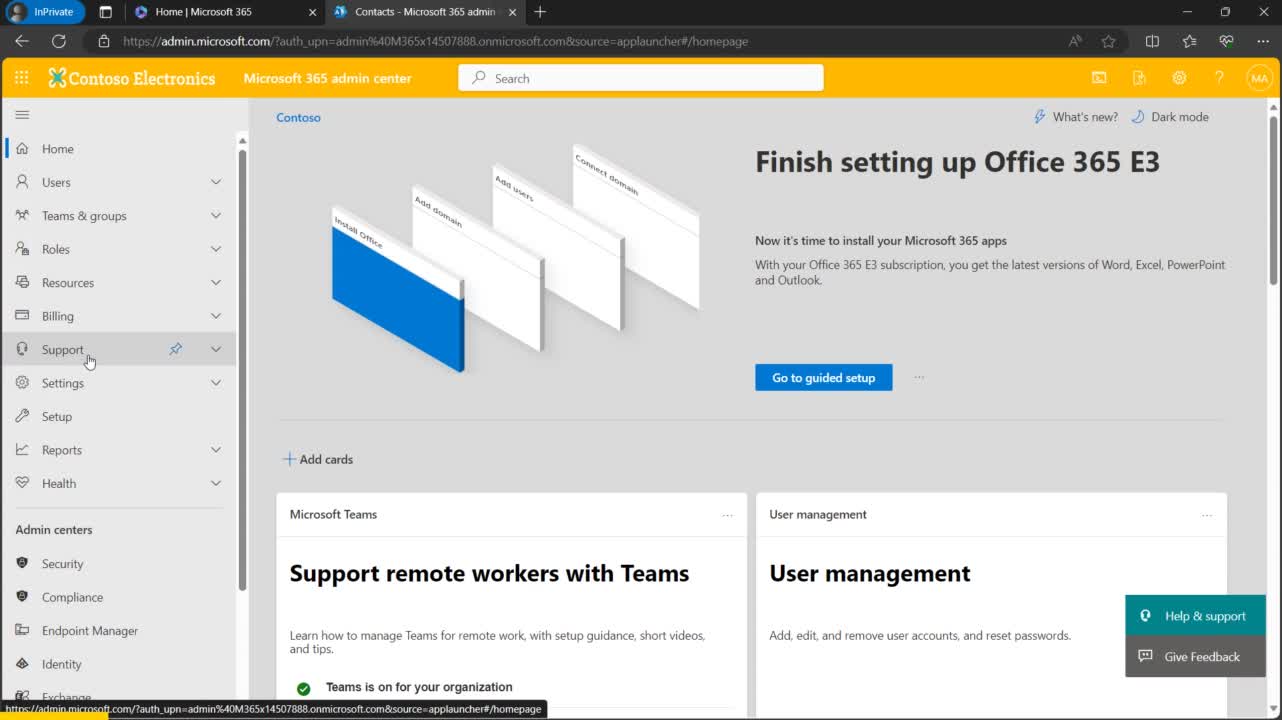 InPrivate
Home | Microsoft 365
Contacts - Microsoft 365 admin
https://admin.microsoft.com/?auth_upn=admin%40M365x14507888.onmicrosoft.com&source=applauncher#/homepage
Contoso Electronics
Microsoft 365 admin center
Search
MA
Contoso
What's new?
Dark mode
Home
Users
Teams & groups
Roles
Resources
Billing
Support
Settings
Setup
Reports
Health
Admin centers
Security
Compliance
Endpoint Manager
Identity
Exchange
Install Office
Add domain
Add users
Connect domain
Finish setting up Office 365 E3
Now it's time to install your Microsoft 365 apps
With your Office 365 E3 subscription, you get the latest versions of Word, Excel, PowerPoint
and Outlook.
Go to guided setup
Add cards
Microsoft Teams
Support remote workers with Teams
Learn how to manage Teams for remote work, with setup guidance, short videos,
and tips.
Teams is on for your organization
User management
User management
Add, edit, and remove user accounts, and reset passwords.
Help & support
Give Feedback
https://admin.microsoft.com/?auth_upn=admin%40M365x14507888.onmicrosoft.com&source=applauncher#/homepage